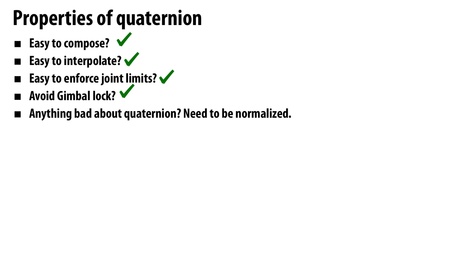 Properties of quaternion
Easy to compose?
Easy to interpolate?
Easy to enforce joint limits?
Avoid Gimbal lock?
Anything bad about quaternion? Need to be normalized.